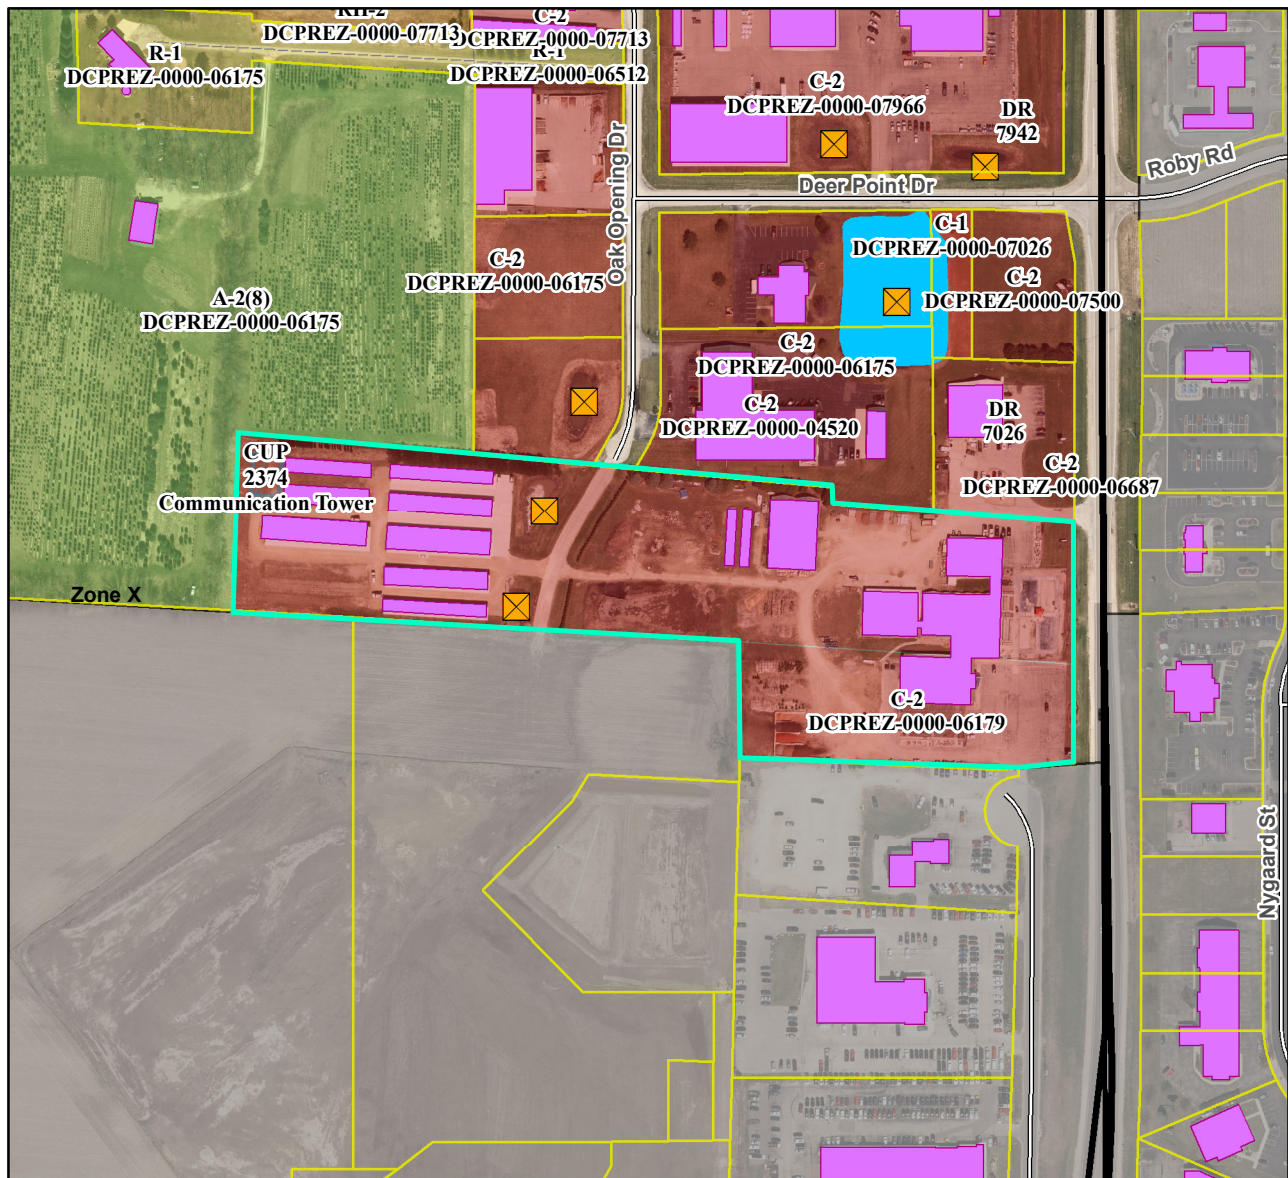 RH-2
DCPREZ-0000-07713
C-2
DCPREZ-0000-07713
R-1
DCPREZ-0000-06175
R-1
DCPREZ-0000-06512
C-2
DCPREZ-0000-07966
DR
7942
Oak Opening Dr
Deer Point Dr
Roby Rd
C-1
DCPREZ-0000-07026
C-2
DCPREZ-0000-06175
C-2
DCPREZ-0000-07500
A-2(8)
DCPREZ-0000-06175
C-2
DCPREZ-0000-06175
C-2
DCPREZ-0000-04520
DR
7026
CUP
2374
Communication Tower
C-2
DCPREZ-0000-06687
Zone X
C-2
DCPREZ-0000-06179
Nygaard St